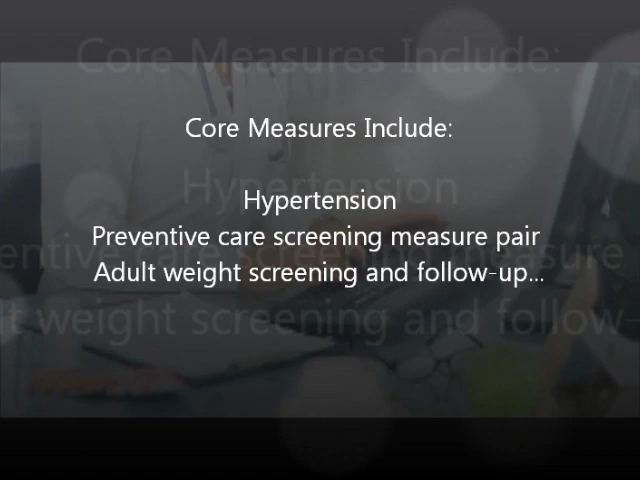 Core Measures Include:
Hypertension
Preventive care screening measure pair
Adult weight screening and follow-up...